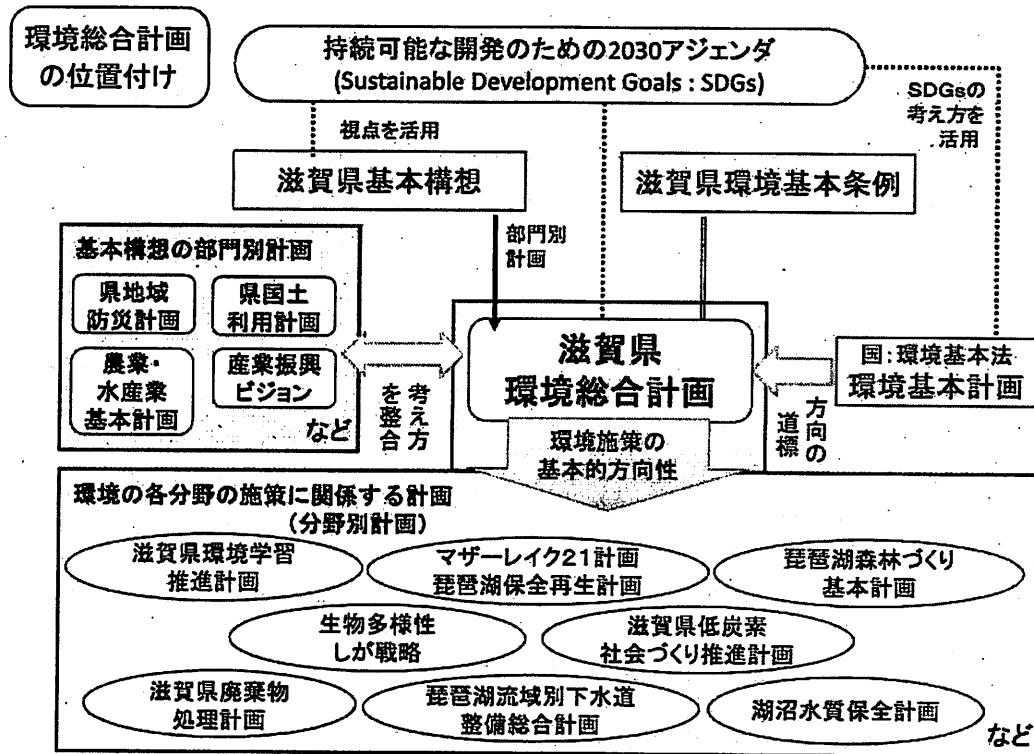 環境総合計画
の位置付け
持続可能な開発のための2030アジェンダ
(Sustainable Development Goals : SDGs)
視点を活用
SDGsの
考え方を
活用
滋賀県基本構想
滋賀県環境基本条例
部門別
計画
基本構想の部門別計画
県地域
防災計画
県国土
利用計画
農業・
水産業
基本計画
産業振興
ビジョン
など
考え方
を整合
滋賀県
環境総合計画
国:環境基本法
環境基本計画
方向の
道標
環境施策の
基本的方向性
環境の各分野の施策に関係する計画
(分野別計画)
滋賀県環境学習
推進計画
マザーレイク21計画
琵琶湖保全再生計画
琵琶湖森林づくり
基本計画
生物多様性
しが戦略
滋賀県低炭素
社会づくり推進計画
滋賀県廃棄物
処理計画
琵琶湖流域別下水道
整備総合計画
湖沼水質保全計画
など